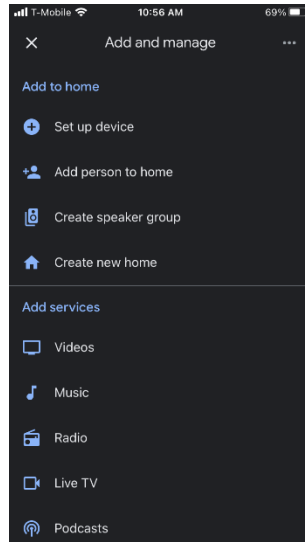 T-Mobile 10:56 AM 69%
Add and manage
Add to home
Set up device
Add person to home
Create speaker group
Create new home
Add services
Videos
Music
Radio
Live TV
Podcasts